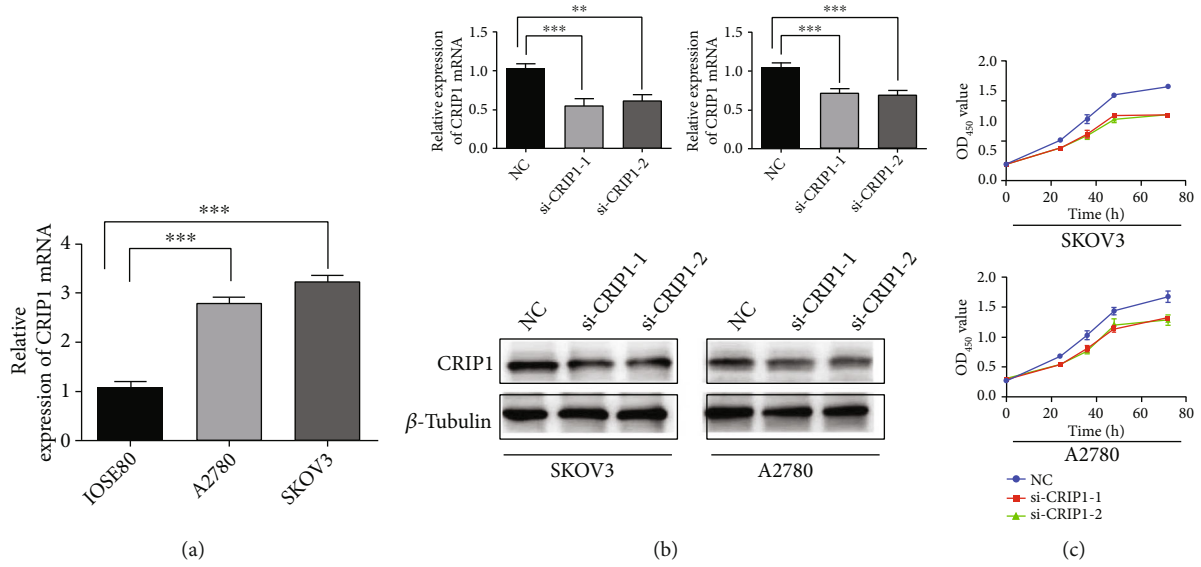 Relative
expression of CRIP1 mRNA
4
3
2
1
0
***
***
IOSE80
A2780
SKOV3
(a)
Relative expression
of CRIP1 mRNA
1.5
1.0
0.5
0.0
**
***
NC
si-CRIP1-1
si-CRIP1-2
Relative expression
of CRIP1 mRNA
1.5
1.0
0.5
0.0
***
***
NC
si-CRIP1-1
si-CRIP1-2
NC
si-CRIP1-1
si-CRIP1-2
NC
si-CRIP1-1
si-CRIP1-2
CRIP1
β-Tubulin
SKOV3
A2780
(b)
OD450 value
2.0
1.5
1.0
0.5
0.0
0 20 40 60 80
Time (h)
SKOV3
OD450 value
2.0
1.5
1.0
0.5
0.0
0 20 40 60 80
Time (h)
A2780
NC
si-CRIP1-1
si-CRIP1-2
(c)